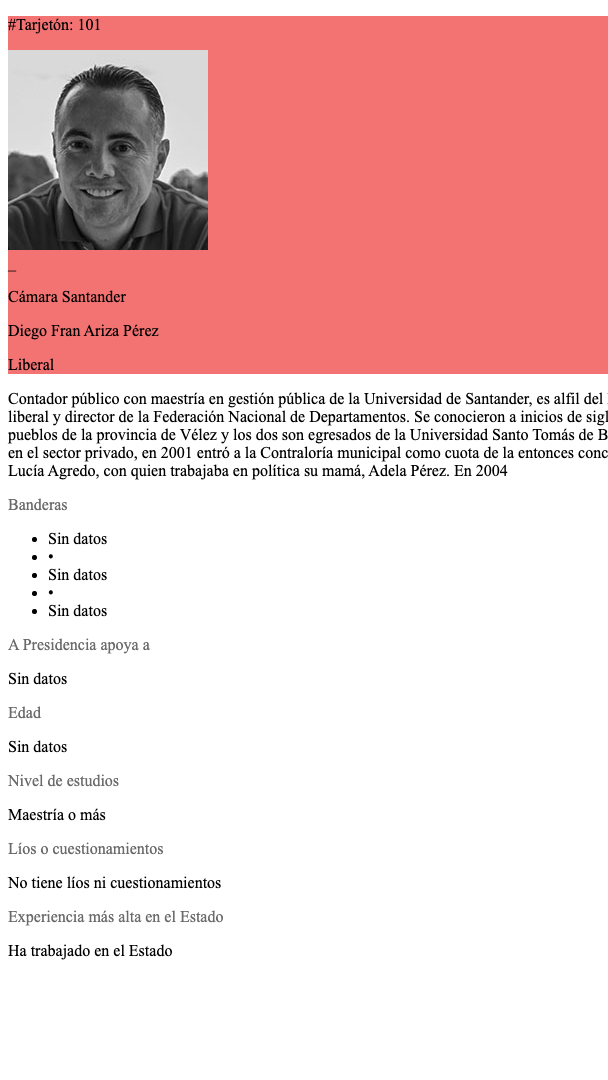 #Tarjetón: 101
_
Cámara Santander
Diego Fran Ariza Pérez
Liberal
Contador público con maestría en gestión pública de la Universidad de Santander, es alfil del
liberal y director de la Federación Nacional de Departamentos. Se conocieron a inicios de sigl
pueblos de la provincia de Vélez y los dos son egresados de la Universidad Santo Tomás de B
en el sector privado, en 2001 entró a la Contraloría municipal como cuota de la entonces conc
Lucía Agredo, con quien trabajaba en política su mamá, Adela Pérez. En 2004
Banderas
• Sin datos
• •
• Sin datos
• •
• Sin datos
A Presidencia apoya a
Sin datos
Edad
Sin datos
Nivel de estudios
Maestría o más
Líos o cuestionamientos
No tiene líos ni cuestionamientos
Experiencia más alta en el Estado
Ha trabajado en el Estado